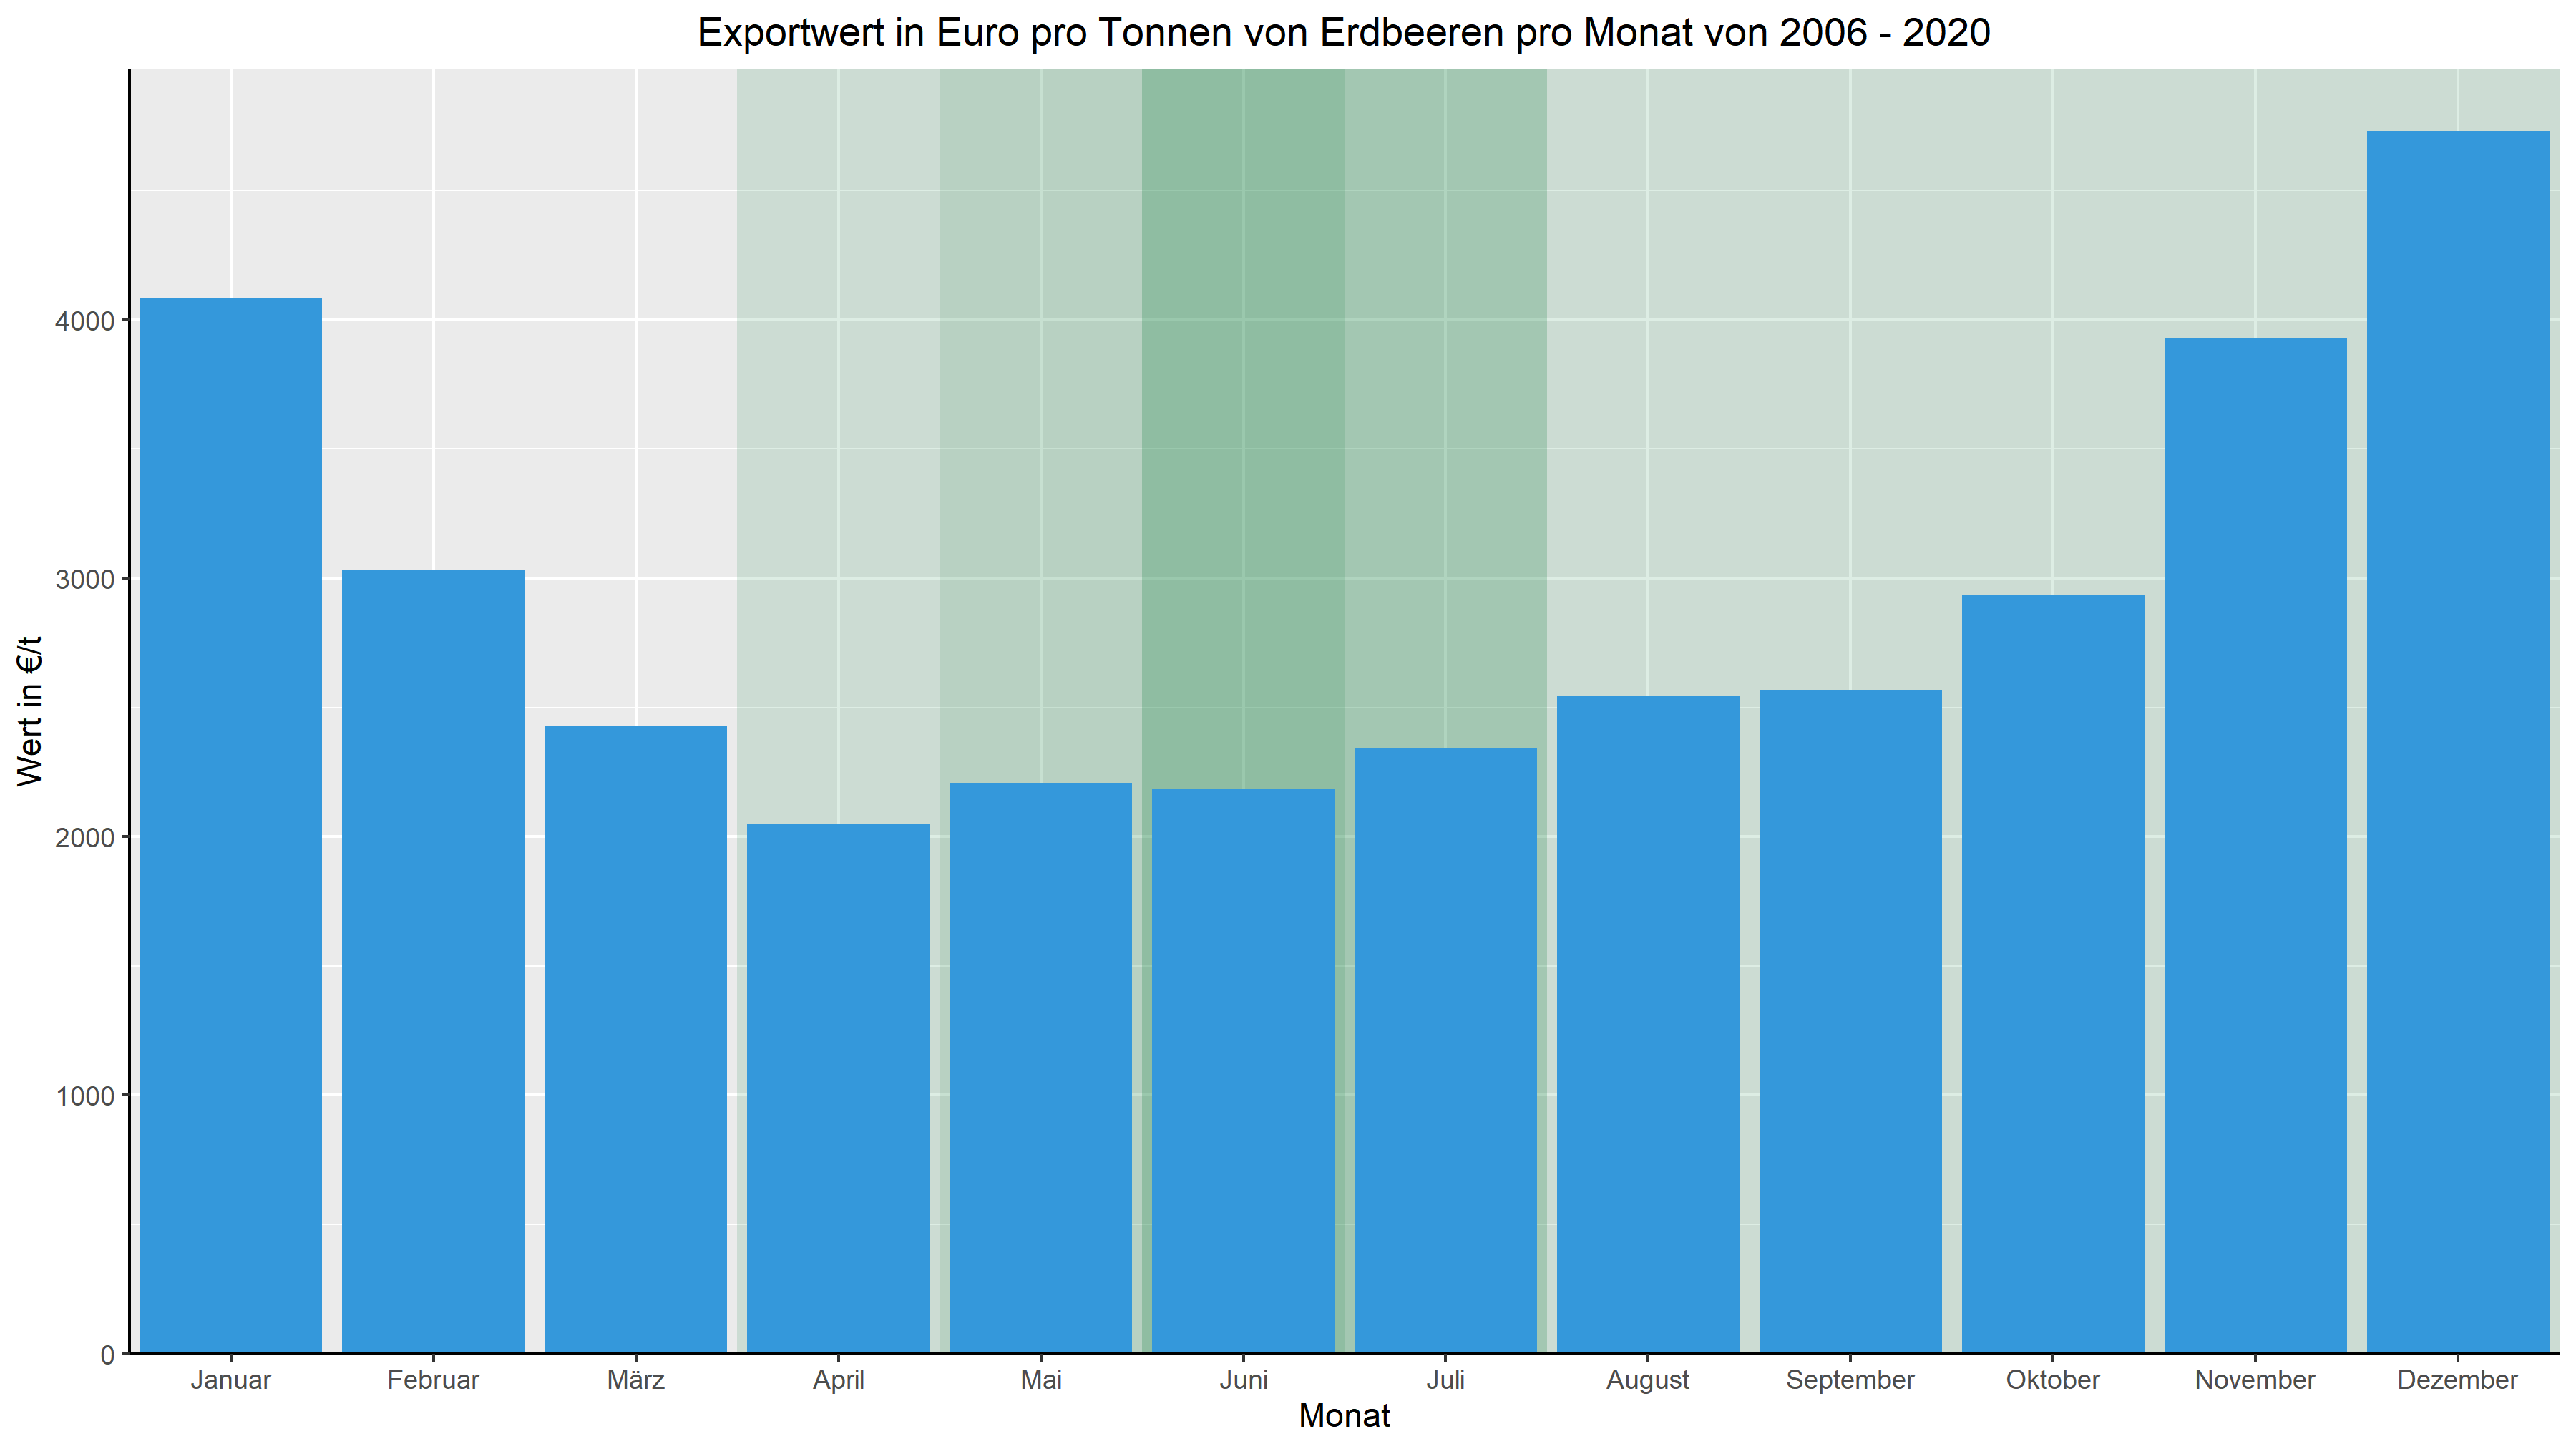 Exportwert in Euro pro Tonnen von Erdbeeren pro Monat von 2006 - 2020
Wert in €/t
4000
3000
2000
1000
0
Januar Februar März April Mai Juni Juli August September Oktober November Dezember
Monat